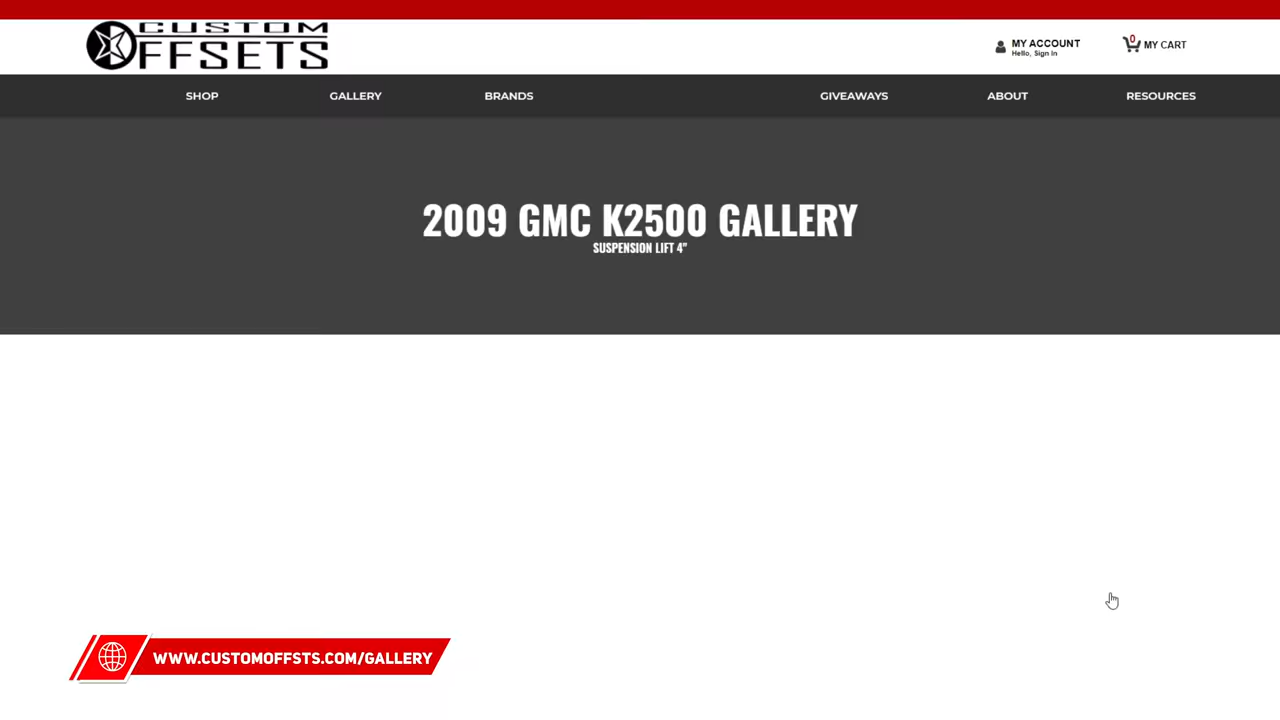 CUSTOM
OFFSETS
MY ACCOUNT
Hello, Sign In
0
MY CART
SHOP
GALLERY
BRANDS
GIVEAWAYS
ABOUT
RESOURCES
2009 GMC K2500 GALLERY
SUSPENSION LIFT 4"
WWW.CUSTOMOFFSTS.COM/GALLERY